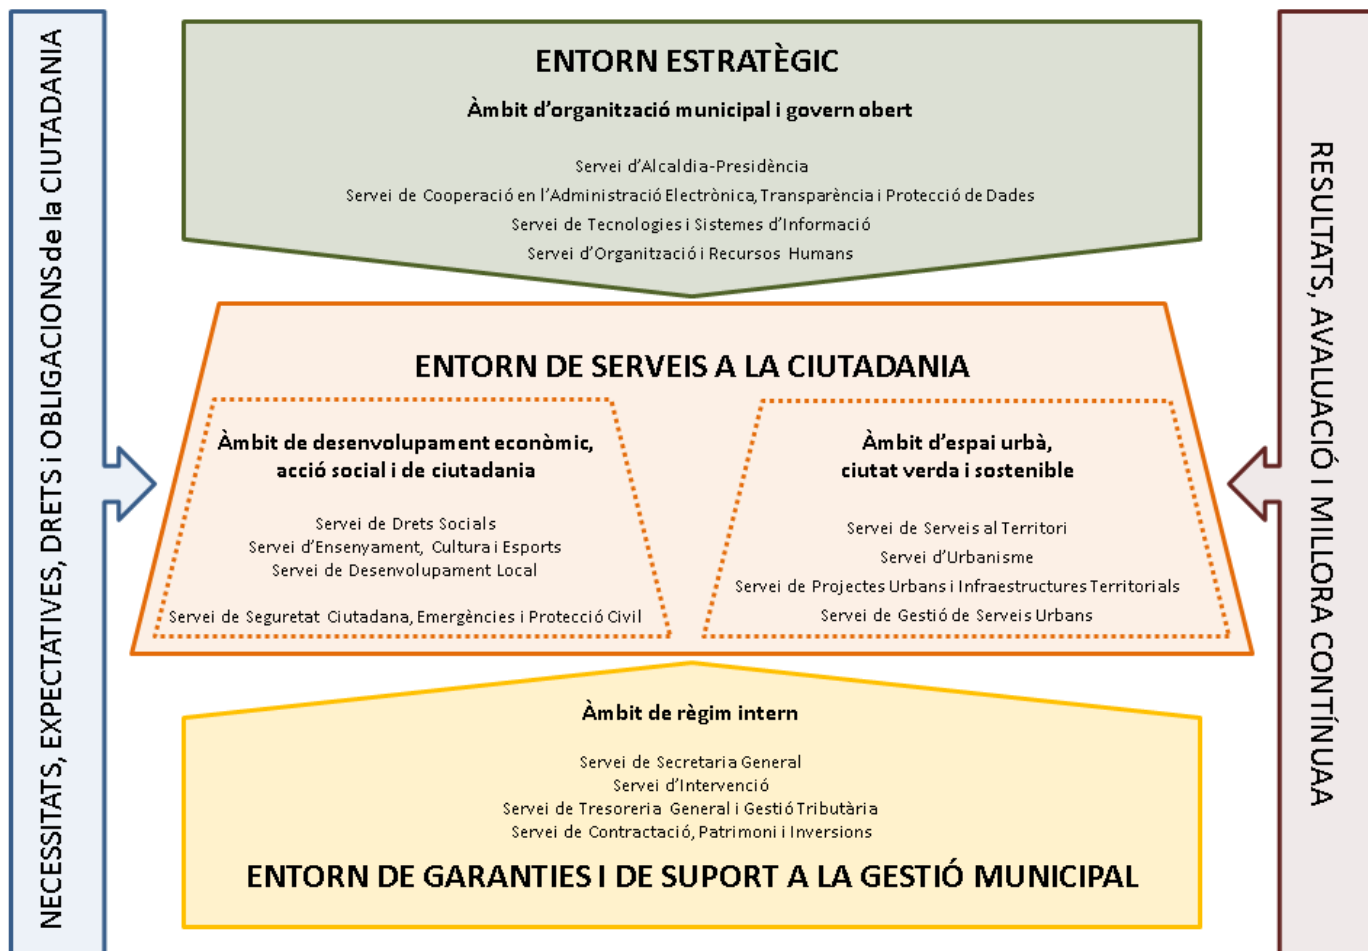 NECESSITATS, EXPECTATIVES, DRETS i OBLIGACIONS de la CIUTADANIA
ENTORN ESTRATÈGIC
Àmbit d'organització municipal i govern obert
Servei d'Alcaldia-Presidència
Servei de Cooperació en l'Administració Electrònica, Transparència i Protecció de Dades
Servei de Tecnologies i Sistemes d'Informació
Servei d'Organització i Recursos Humans
ENTORN DE SERVEIS A LA CIUTADANIA
Àmbit de desenvolupament econòmic,
acció social i de ciutadania
Servei de Drets Socials
Servei d'Ensenyament, Cultura i Esports
Servei de Desenvolupament Local
Servei de Seguretat Ciutadana, Emergències i Protecció Civil
Àmbit d'espai urbà,
ciutat verda i sostenible
Servei de Serveis al Territori
Servei d'Urbanisme
Servei de Projectes Urbans i Infraestructures Territorials
Servei de Gestió de Serveis Urbans
Àmbit de règim intern
Servei de Secretaria General
Servei d'Intervenció
Servei de Tresoreria General i Gestió Tributària
Servei de Contractació, Patrimoni i Inversions
ENTORN DE GARANTIES I DE SUPORT A LA GESTIÓ MUNICIPAL
RESULTATS, AVALUACIÓ I MILLORA CONTÍNUAA